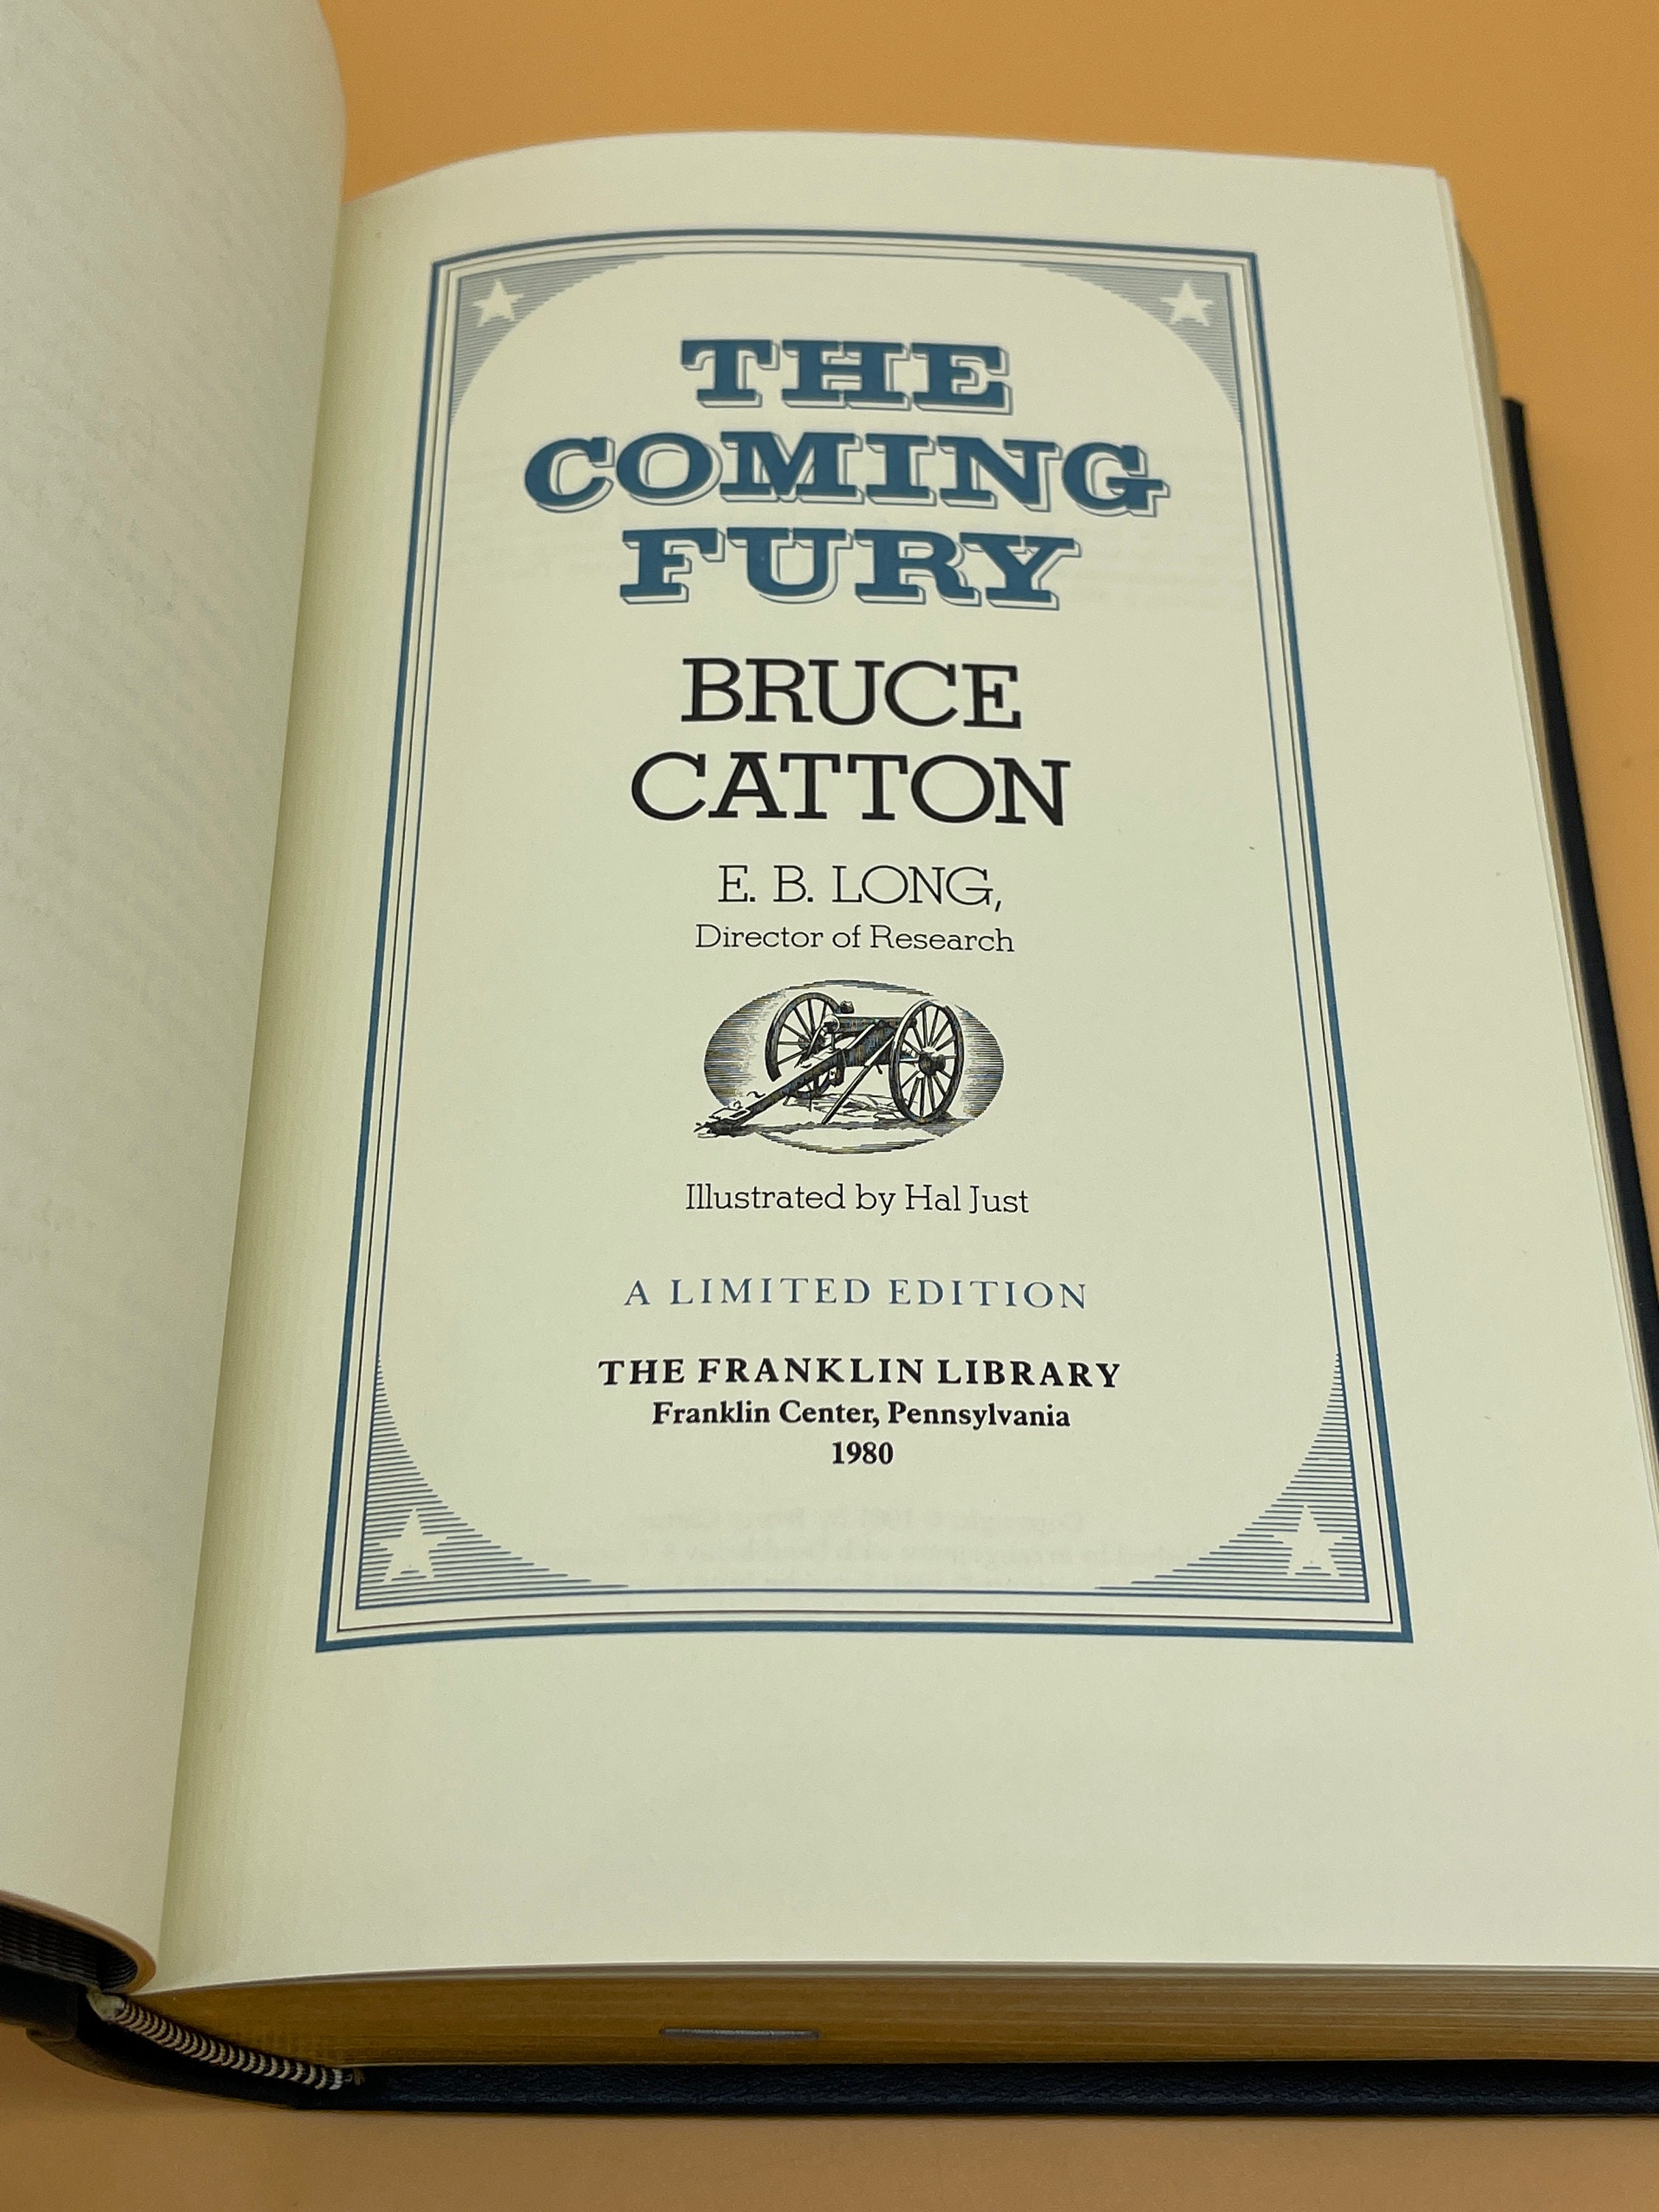 THE
COMING
FURY
BRUCE
CATTON
E. B. LONG,
Director of Research
Illustrated by Hal Just
A LIMITED EDITION
THE FRANKLIN LIBRARY
Franklin Center, Pennsylvania
1980